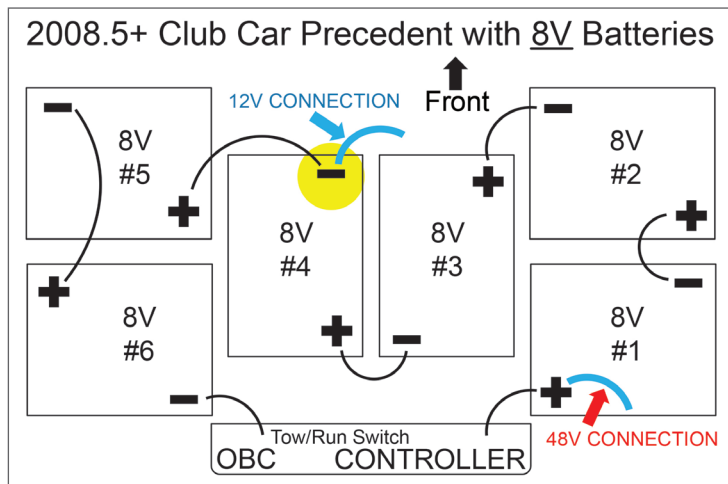 2008.5+ Club Car Precedent with 8V Batteries
12V CONNECTION
Front
8V
#5
8V
#4
8V
#3
8V
#2
8V
#6
8V
#1
48V CONNECTION
Tow/Run Switch
OBC CONTROLLER